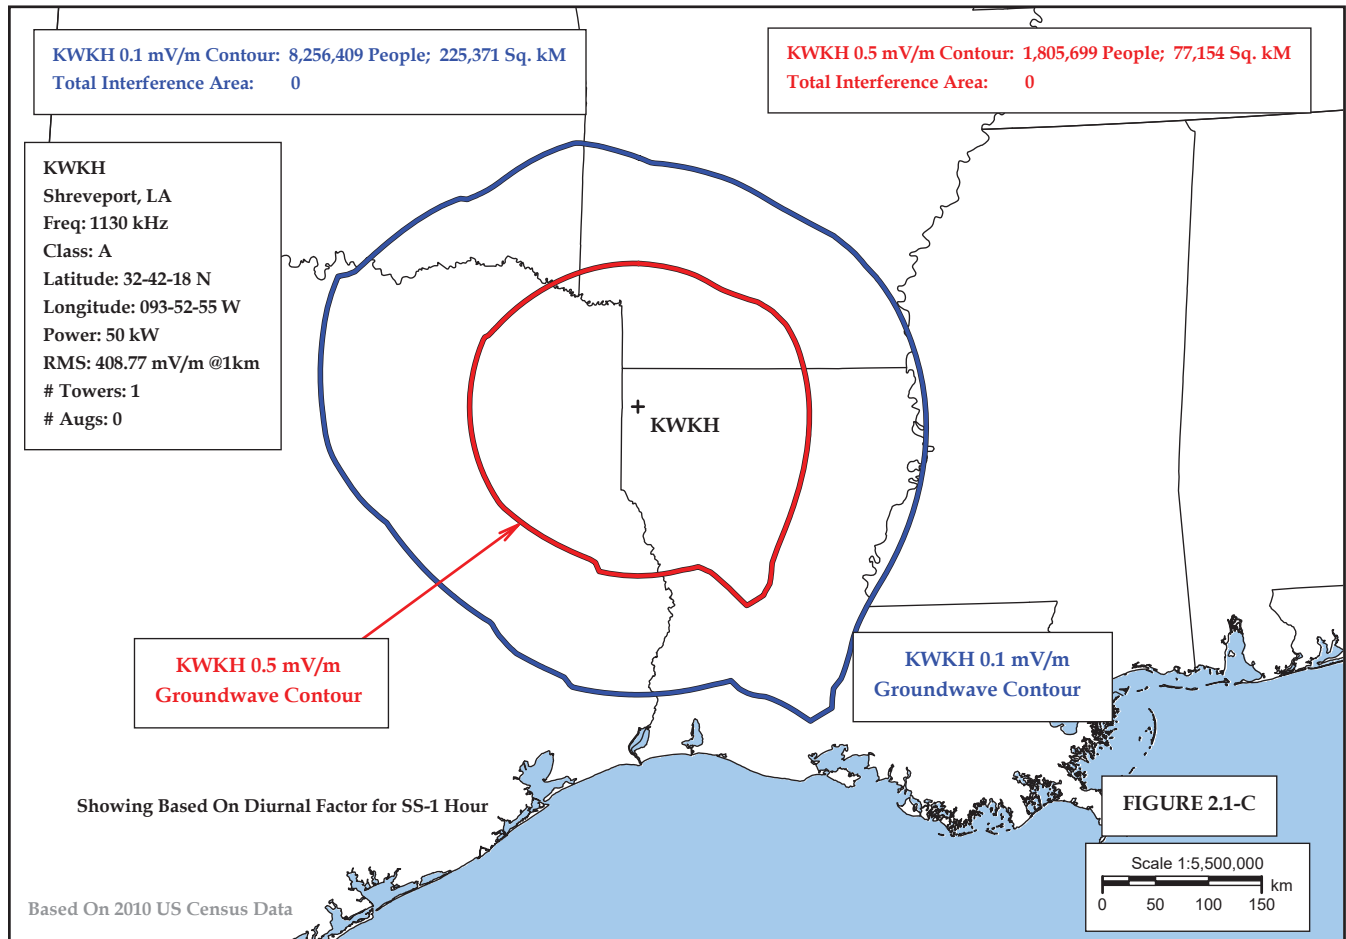 KWKH 0.1 mV/m Contour: 8,256,409 People; 225,371 Sq. kM
Total Interference Area: 0
KWKH 0.5 mV/m Contour: 1,805,699 People; 77,154 Sq. kM
Total Interference Area: 0
KWKH
Shreveport, LA
Freq: 1130 kHz
Class: A
Latitude: 32-42-18 N
Longitude: 093-52-55 W
Power: 50 kW
RMS: 408.77 mV/m @1km
# Towers: 1
# Augs: 0
KWKH
KWKH 0.5 mV/m
Groundwave Contour
KWKH 0.1 mV/m
Groundwave Contour
Showing Based On Diurnal Factor for SS-1 Hour
FIGURE 2.1-C
Scale 1:5,500,000
km
0 50 100 150
Based On 2010 US Census Data